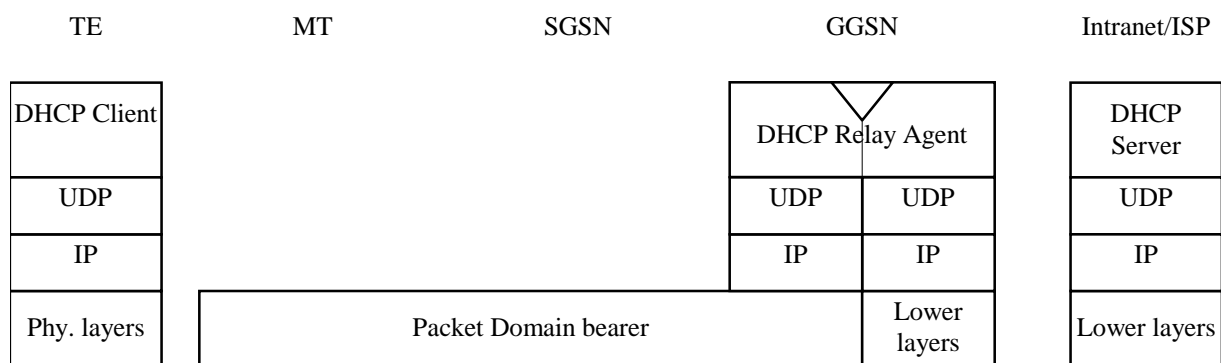 TE MT SGSN GGSN Intranet/ISP
DHCP Client
DHCP Relay Agent
DHCP
Server
UDP UDP UDP UDP
IP IP IP IP
Phy. layers Packet Domain bearer Lower
layers
Lower layers